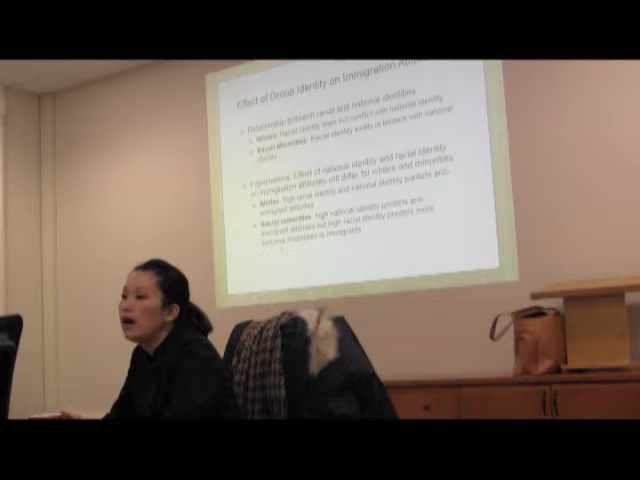 Effect of Group Identity on Immigration
Relationship between racial and national identities
Whites: Racial identity does not conflict with national identity
Racial Minorities: Racial identity exists in tension with national
identity
Expectations: Effect of national identity and racial identity
on immigration attitudes will differ for whites and minorities
Whites: high racial identity and national identity predicts anti-
immigrant attitudes
Racial minorities: high national identity predicts anti-
immigrant attitudes but high racial identity predicts more
inclusive responses to immigrants